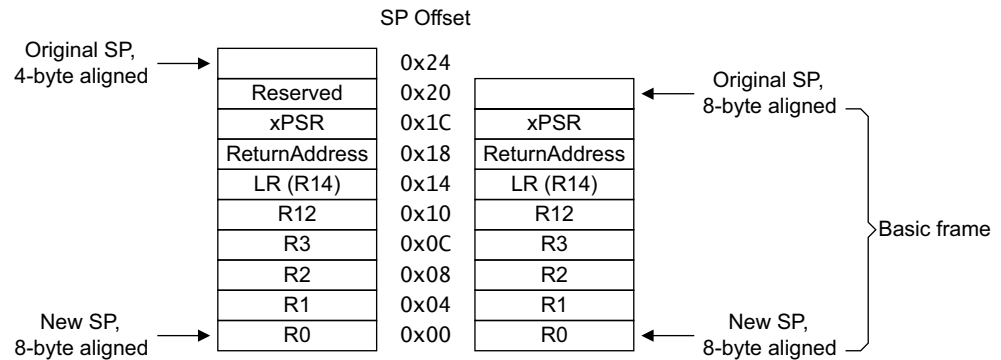 SP Offset
Original SP,
4-byte aligned
0x24
Reserved 0x20
Original SP,
8-byte aligned
xPSR 0x1C xPSR
ReturnAddress 0x18 ReturnAddress
LR (R14) 0x14 LR (R14)
R12 0x10 R12
R3 0x0C R3
Basic frame
R2 0x08 R2
R1 0x04 R1
New SP,
8-byte aligned
R0 0x00 R0
New SP,
8-byte aligned